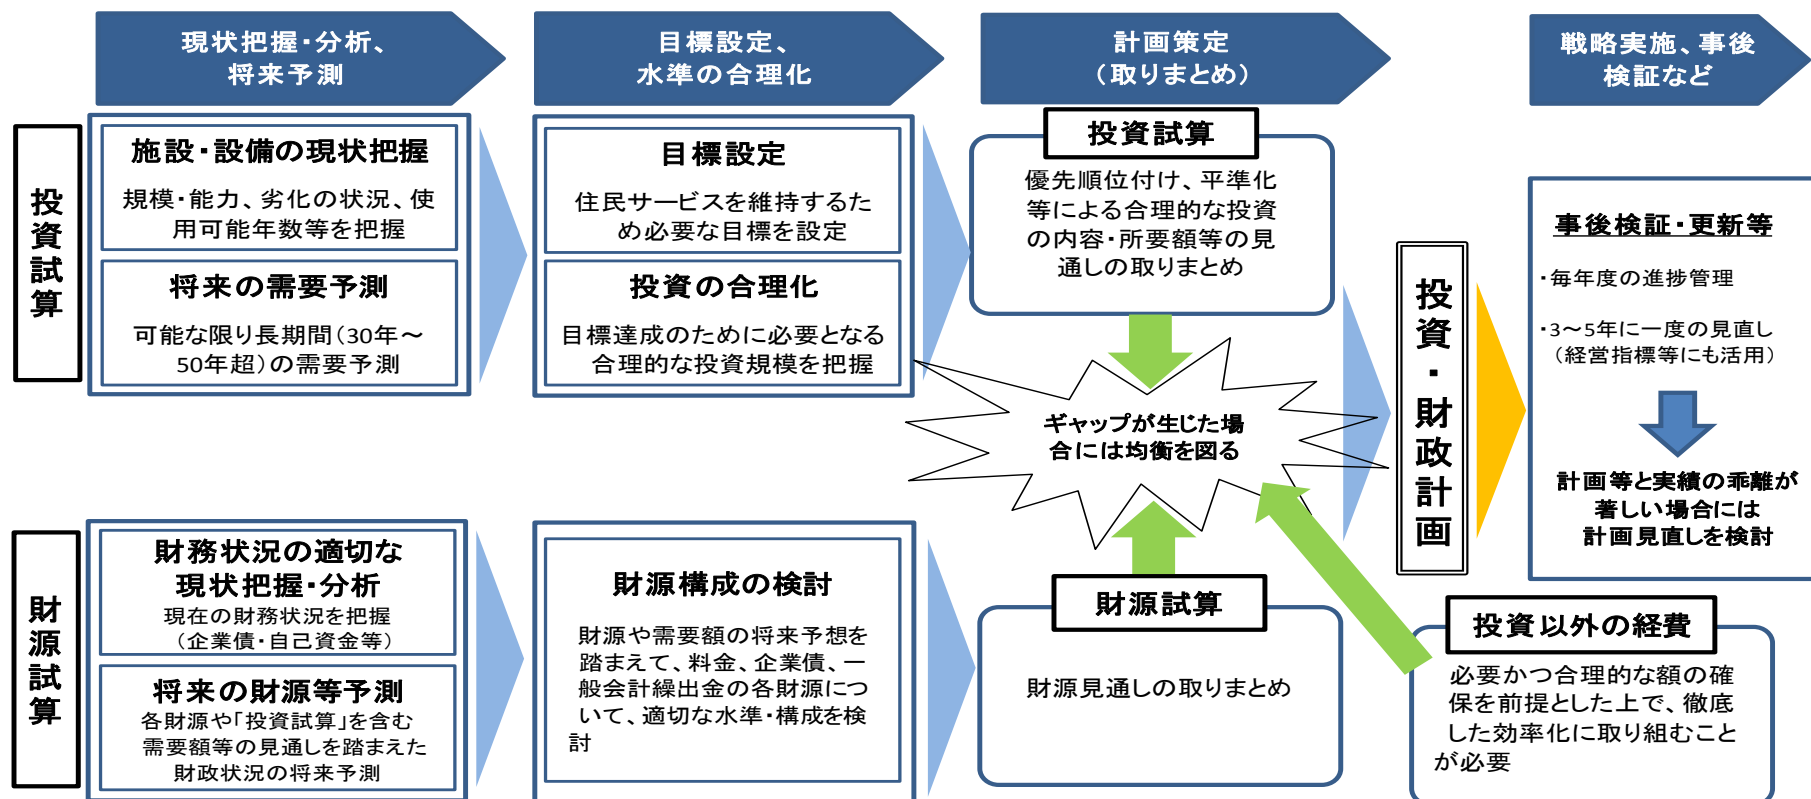 現状把握・分析、
将来予測
目標設定、
水準の合理化
計画策定
（取りまとめ）
戦略実施、事後
検証など
投資試算
施設・設備の現状把握
規模・能力、劣化の状況、使
用可能年数等を把握
将来の需要予測
可能な限り長期間（30年～
50年超）の需要予測
目標設定
住民サービスを維持するた
め必要な目標を設定
投資の合理化
目標達成のために必要となる
合理的な投資規模を把握
投資試算
優先順位付け、平準化
等による合理的な投資
の内容・所要額等の見
通しの取りまとめ
ギャップが生じた場
合には均衡を図る
投資・財政計画
事後検証・更新等
・毎年度の進捗管理
・3～5年に一度の見直し
（経営指標等にも活用）
計画等と実績の乖離が
著しい場合には
計画見直しを検討
財源試算
財務状況の適切な
現状把握・分析
現在の財務状況を把握
（企業債・自己資金等）
将来の財源等予測
各財源や「投資試算」を含む
需要額等の見通しを踏まえた
財政状況の将来予測
財源構成の検討
財源や需要額の将来予想を
踏まえて、料金、企業債、一
般会計繰出金の各財源につ
いて、適切な水準・構成を検
討
財源試算
財源見通しの取りまとめ
投資以外の経費
必要かつ合理的な額の確
保を前提とした上で、徹底
した効率化に取り組むこと
が必要